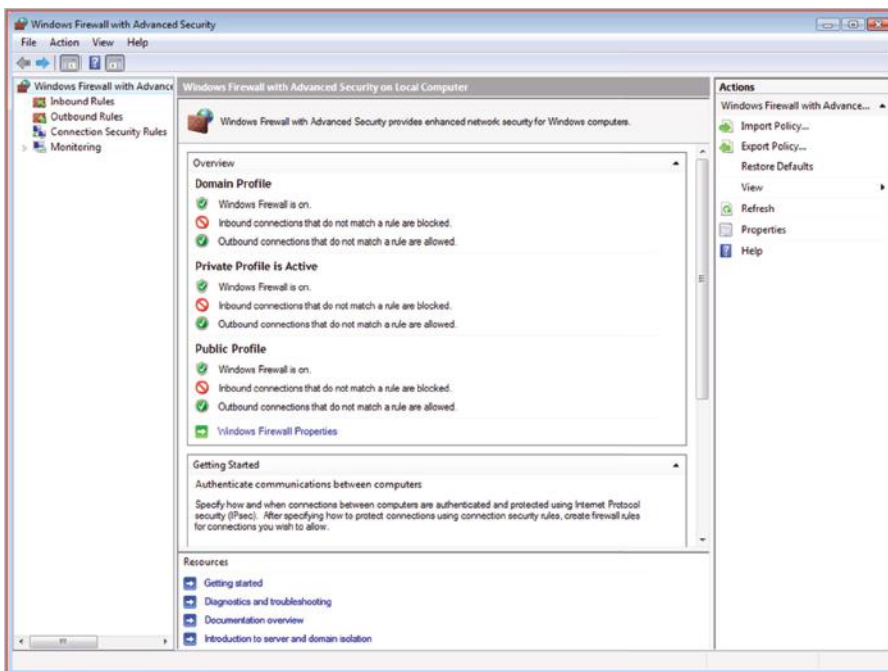 Windows Firewall with Advanced Security
File Action View Help
Windows Firewall with Advance
Inbound Rules
Outbound Rules
Connection Security Rules
Monitoring
Windows Firewall with Advanced Security on Local Computer
Windows Firewall with Advanced Security provides enhanced network security for Windows computers.
Overview
Domain Profile
Windows Firewall is on.
Inbound connections that do not match a rule are blocked.
Outbound connections that do not match a rule are allowed.
Private Profile is Active
Windows Firewall is on.
Inbound connections that do not match a rule are blocked.
Outbound connections that do not match a rule are allowed.
Public Profile
Windows Firewall is on.
Inbound connections that do not match a rule are blocked.
Outbound connections that do not match a rule are allowed.
Windows Firewall Properties
Getting Started
Authenticate communications between computers
Specify how and when connections between computers are authenticated and protected using Internet Protocol
security (IPsec). After specifying how to protect connections using connection security rules, create firewall rules
for connections you wish to allow.
Resources
Getting started
Diagnostics and troubleshooting
Documentation overview
Introduction to server and domain isolation
Actions
Windows Firewall with Advance...
Import Policy...
Export Policy...
Restore Defaults
View
Refresh
Properties
Help